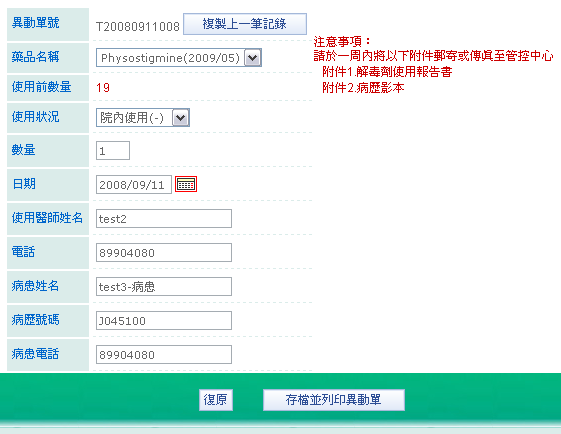 異動單號 T20080911008 複製上一筆記錄
注意事項：
請於一周內將以下附件郵寄或傳真至管控中心
附件1.解毒劑使用報告書
附件2.病歷影本
藥品名稱 Physostigmine(2009/05)
使用前數量 19
使用狀況 院內使用(-)
數量 1
日期 2008/09/11
使用醫師姓名 test2
電話 89904080
病患姓名 test3-病患
病歷號碼 J045100
病患電話 89904080
復原 存檔並列印異動單